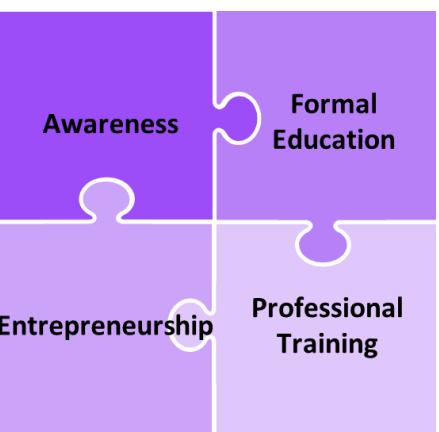 Awareness
Formal
Education
Entrepreneurship
Professional
Training